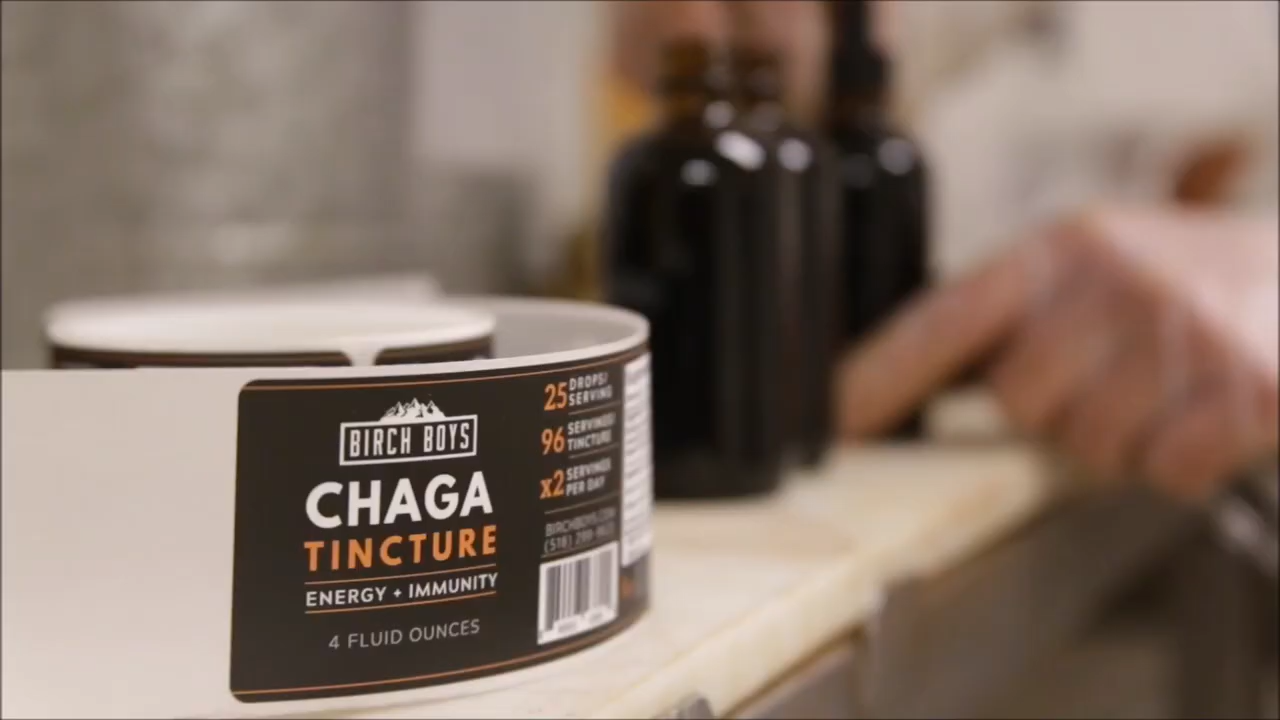 BIRCH BOYS
CHAGA
TINCTURE
ENERGY + IMMUNITY
4 FLUID OUNCES
25 DROPS/
SERVING
96 SERVINGS/
TINCTURE
x2 SERVINGS
PER DAY
BIRCHBOYS.COM